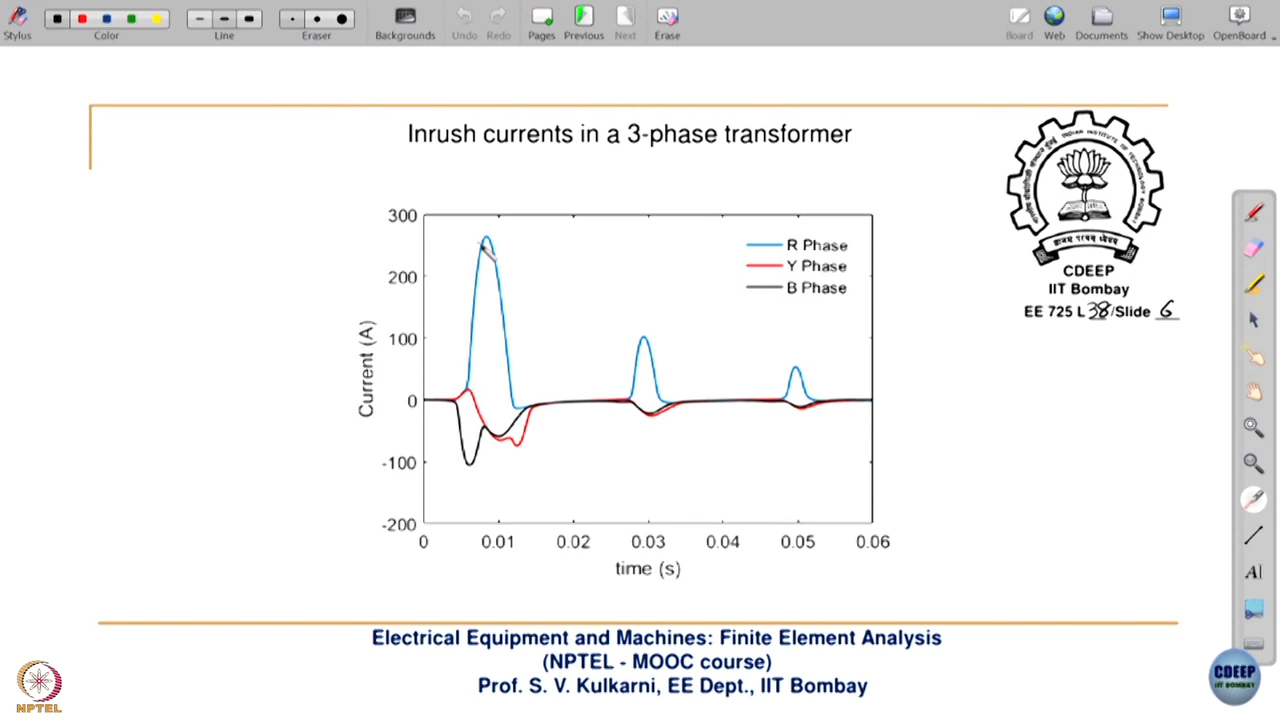 Stylus
Color
Line
Eraser
Backgrounds
Undo
Redo
Pages
Previous
Next
Erase
Board
Web
Documents
Show Desktop
OpenBoard
Inrush currents in a 3-phase transformer
CDEEP
IIT Bombay
EE 725 L 38/Slide 6
300
200
100
0
-100
-200
Current (A)
R Phase
Y Phase
B Phase
0
0.01
0.02
0.03
0.04
0.05
0.06
time (s)
Electrical Equipment and Machines: Finite Element Analysis
(NPTEL - MOOC course)
Prof. S. V. Kulkarni, EE Dept., IIT Bombay
NPTEL
CDEEP
IIT BOMBAY